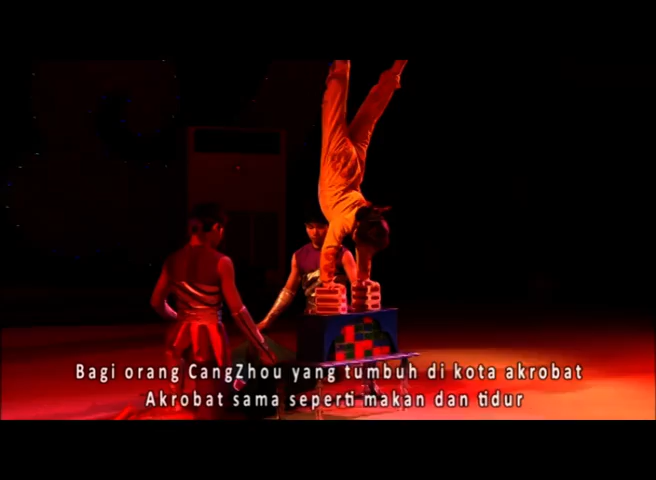 Bagi orang CangZhou yang tumbuh di kota akrobat
Akrobat sama seperti makan dan tidur